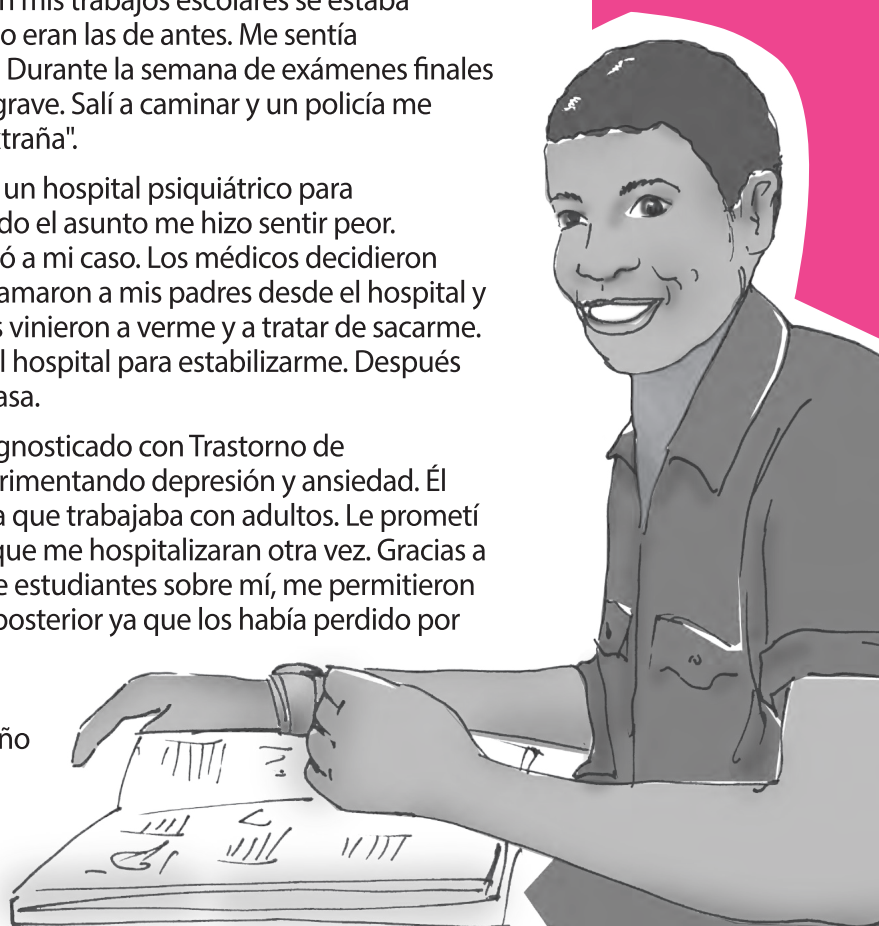 mis trabajos escolares se estaba
o eran las de antes. Me sentía
Durante la semana de exámenes finales
grave. Salí a caminar y un policía me
traña".
un hospital psiquiátrico para
do el asunto me hizo sentir peor.
ó a mi caso. Los médicos decidieron
amaron a mis padres desde el hospital y
s vinieron a verme y a tratar de sacarme.
l hospital para estabilizarme. Después
asa.
gnosticado con Trastorno de
rimentando depresión y ansiedad. Él
a que trabajaba con adultos. Le prometí
que me hospitalizaran otra vez. Gracias a
e estudiantes sobre mí, me permitieron
posterior ya que los había perdido por
ño